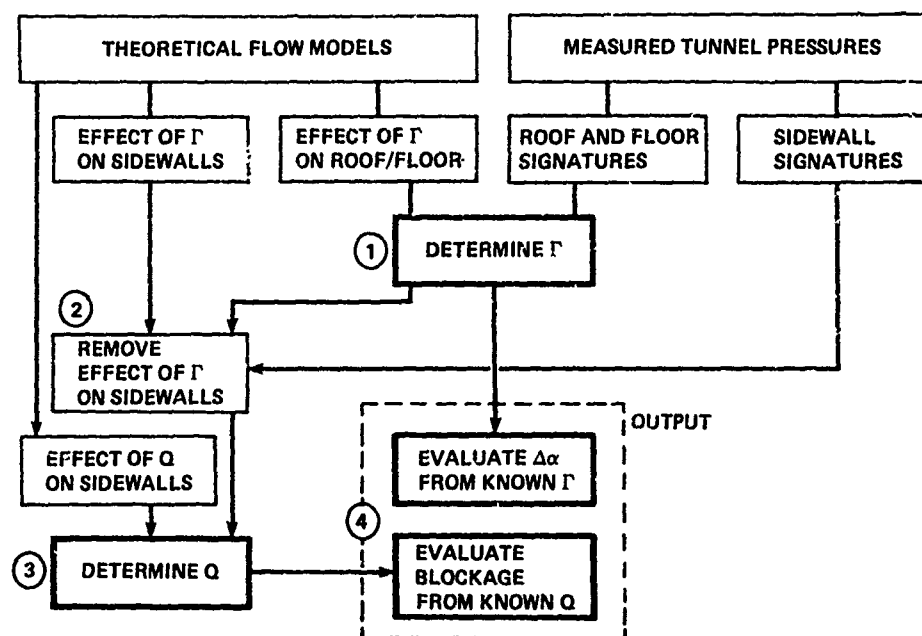 THEORETICAL FLOW MODELS
MEASURED TUNNEL PRESSURES
EFFECT OF Γ
ON SIDEWALLS
EFFECT OF Γ
ON ROOF/FLOOR
ROOF AND FLOOR
SIGNATURES
SIDEWALL
SIGNATURES
1
DETERMINE Γ
2
REMOVE
EFFECT OF Γ
ON SIDEWALLS
OUTPUT
EFFECT OF Q
ON SIDEWALLS
EVALUATE Δα
FROM KNOWN Γ
4
3
DETERMINE Q
EVALUATE
BLOCKAGE
FROM KNOWN Q